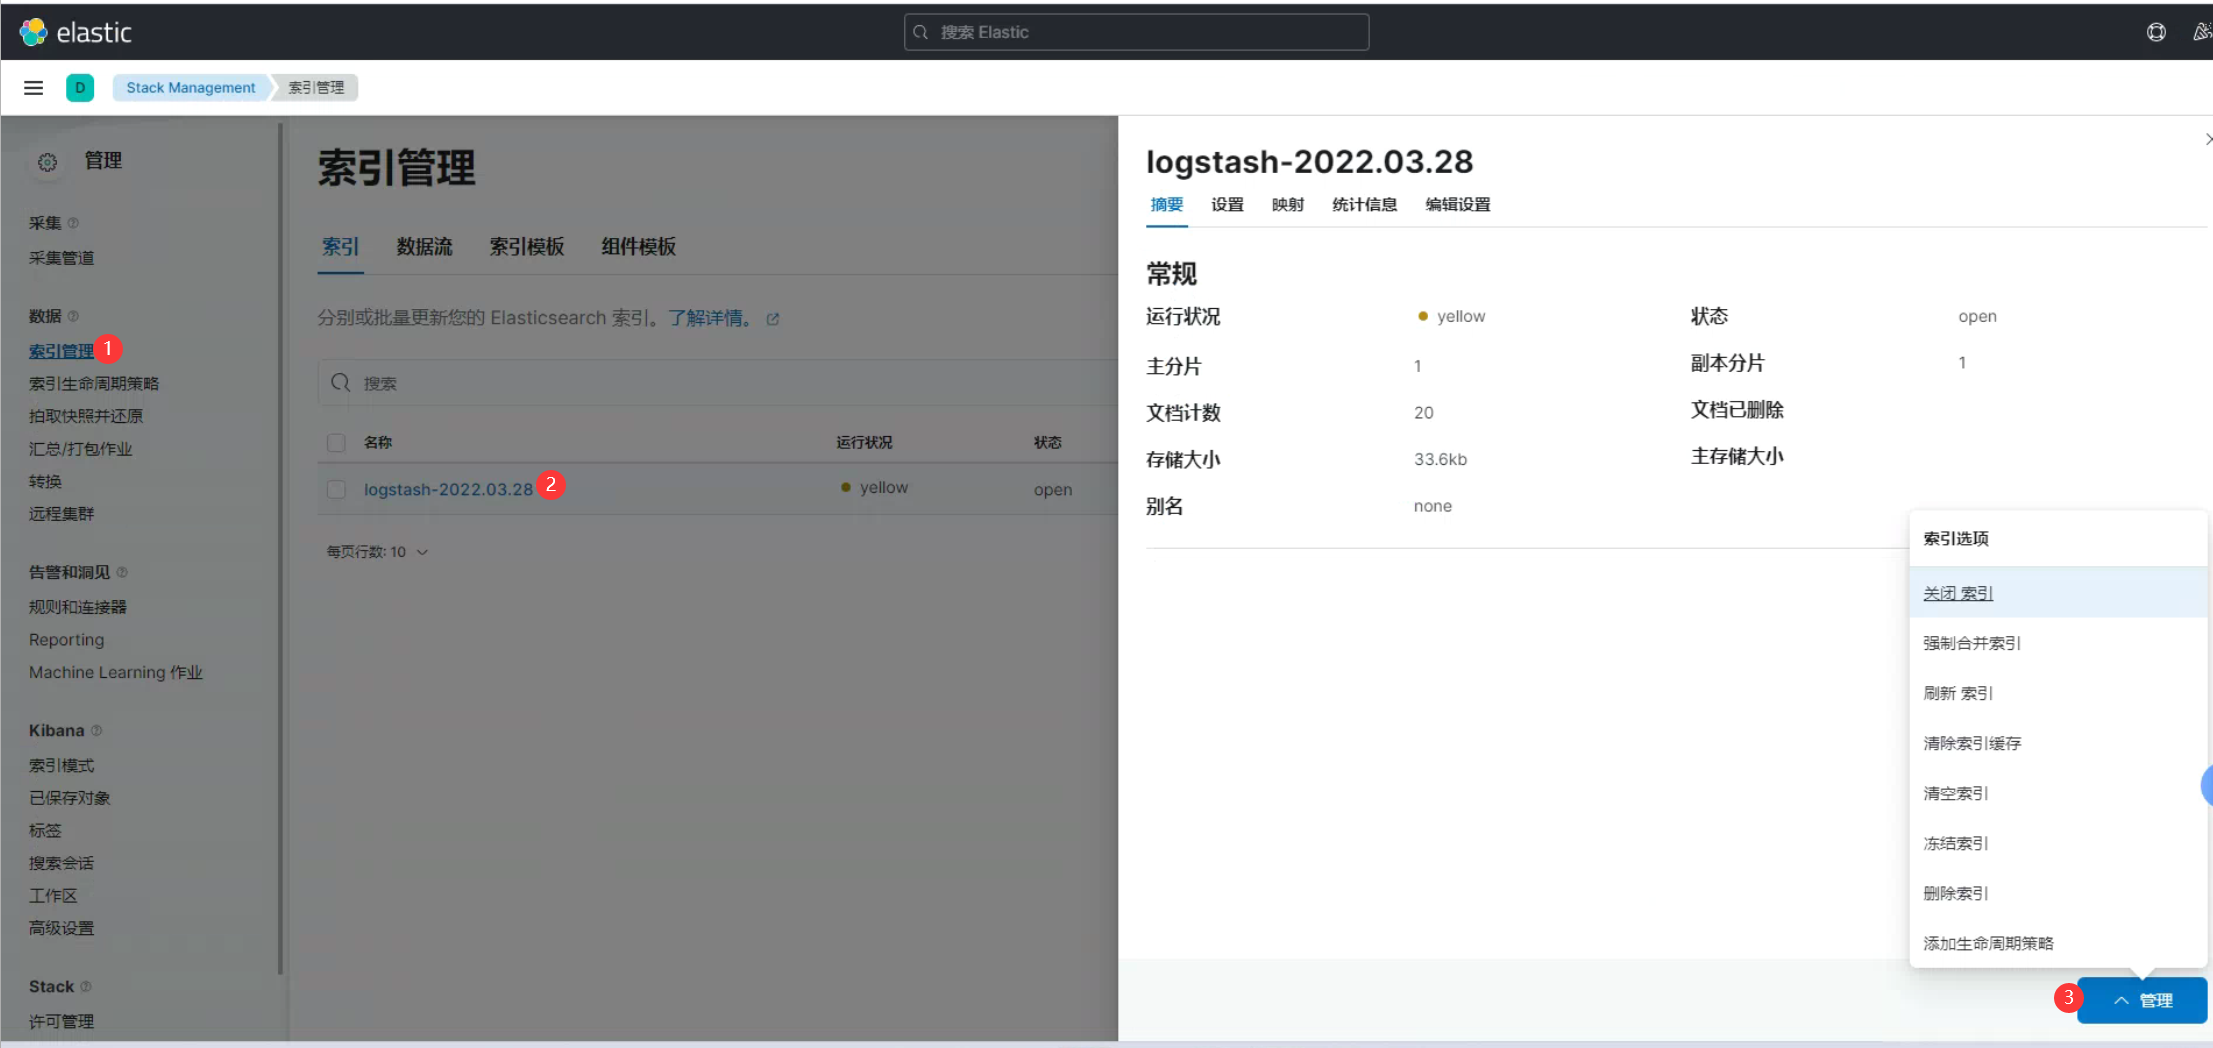 elastic
搜索 Elastic
D
Stack Management
索引管理
管理
采集
采集管道
数据
索引管理 1
索引生命周期策略
拍取快照并还原
汇总/打包作业
转换
远程集群
告警和洞见
规则和连接器
Reporting
Machine Learning 作业
Kibana
索引模式
已保存对象
标签
搜索会话
工作区
高级设置
Stack
许可管理
索引管理
索引 数据流 索引模板 组件模板
分别或批量更新您的 Elasticsearch 索引。了解详情。
搜索
名称 运行状况 状态
logstash-2022.03.28 2 yellow open
每页行数: 10
logstash-2022.03.28
摘要 设置 映射 统计信息 编辑设置
常规
运行状况 yellow 状态 open
主分片 1 副本分片 1
文档计数 20 文档已删除
存储大小 33.6kb 主存储大小
别名 none
索引选项
关闭 索引
强制合并索引
刷新 索引
清除索引缓存
清空索引
冻结索引
删除索引
添加生命周期策略
3 管理